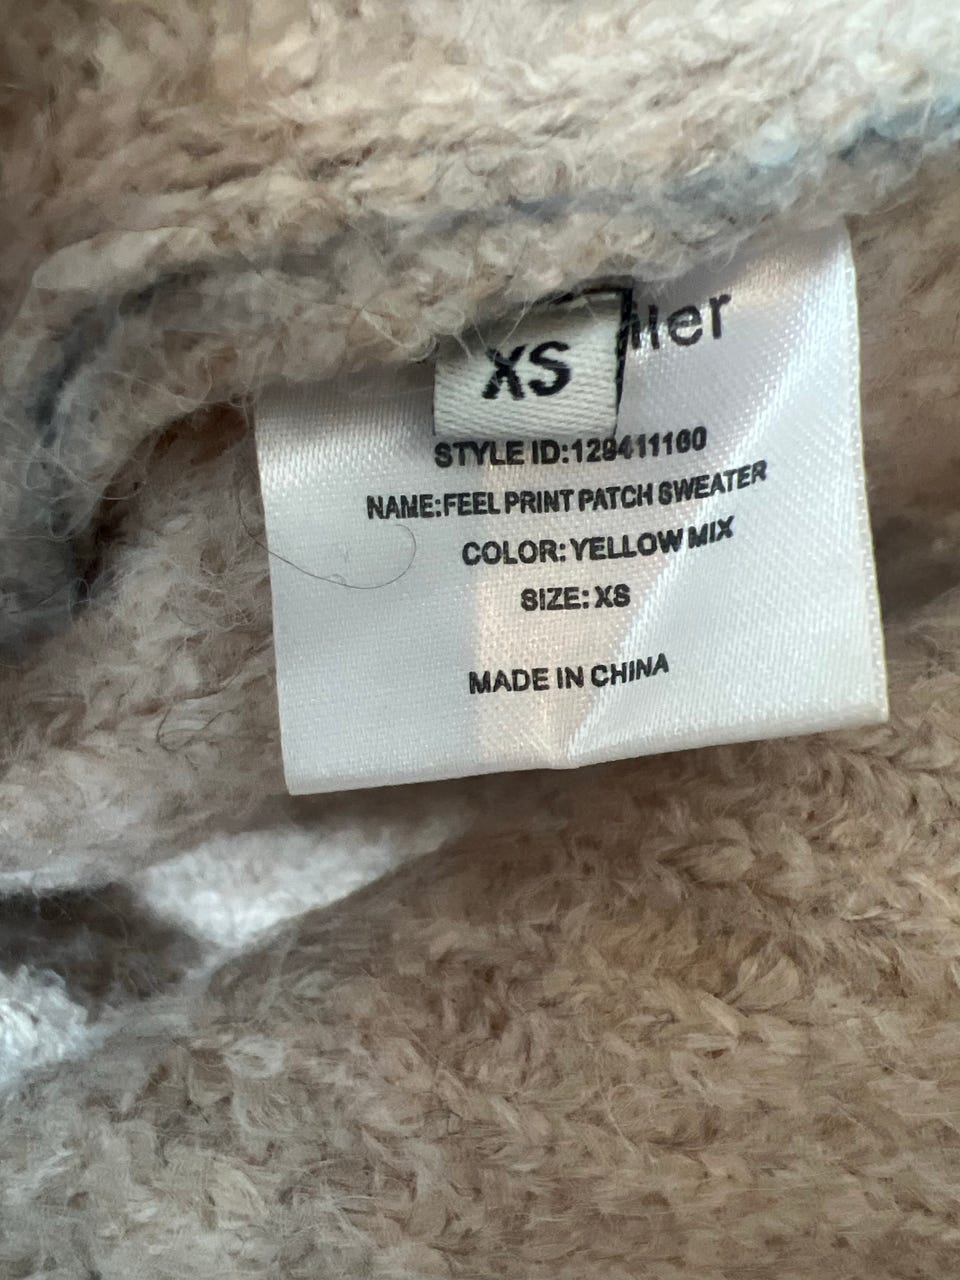 XS
STYLE ID:129411160
NAME:FEEL PRINT PATCH SWEATER
COLOR: YELLOW MIX
SIZE: XS
MADE IN CHINA